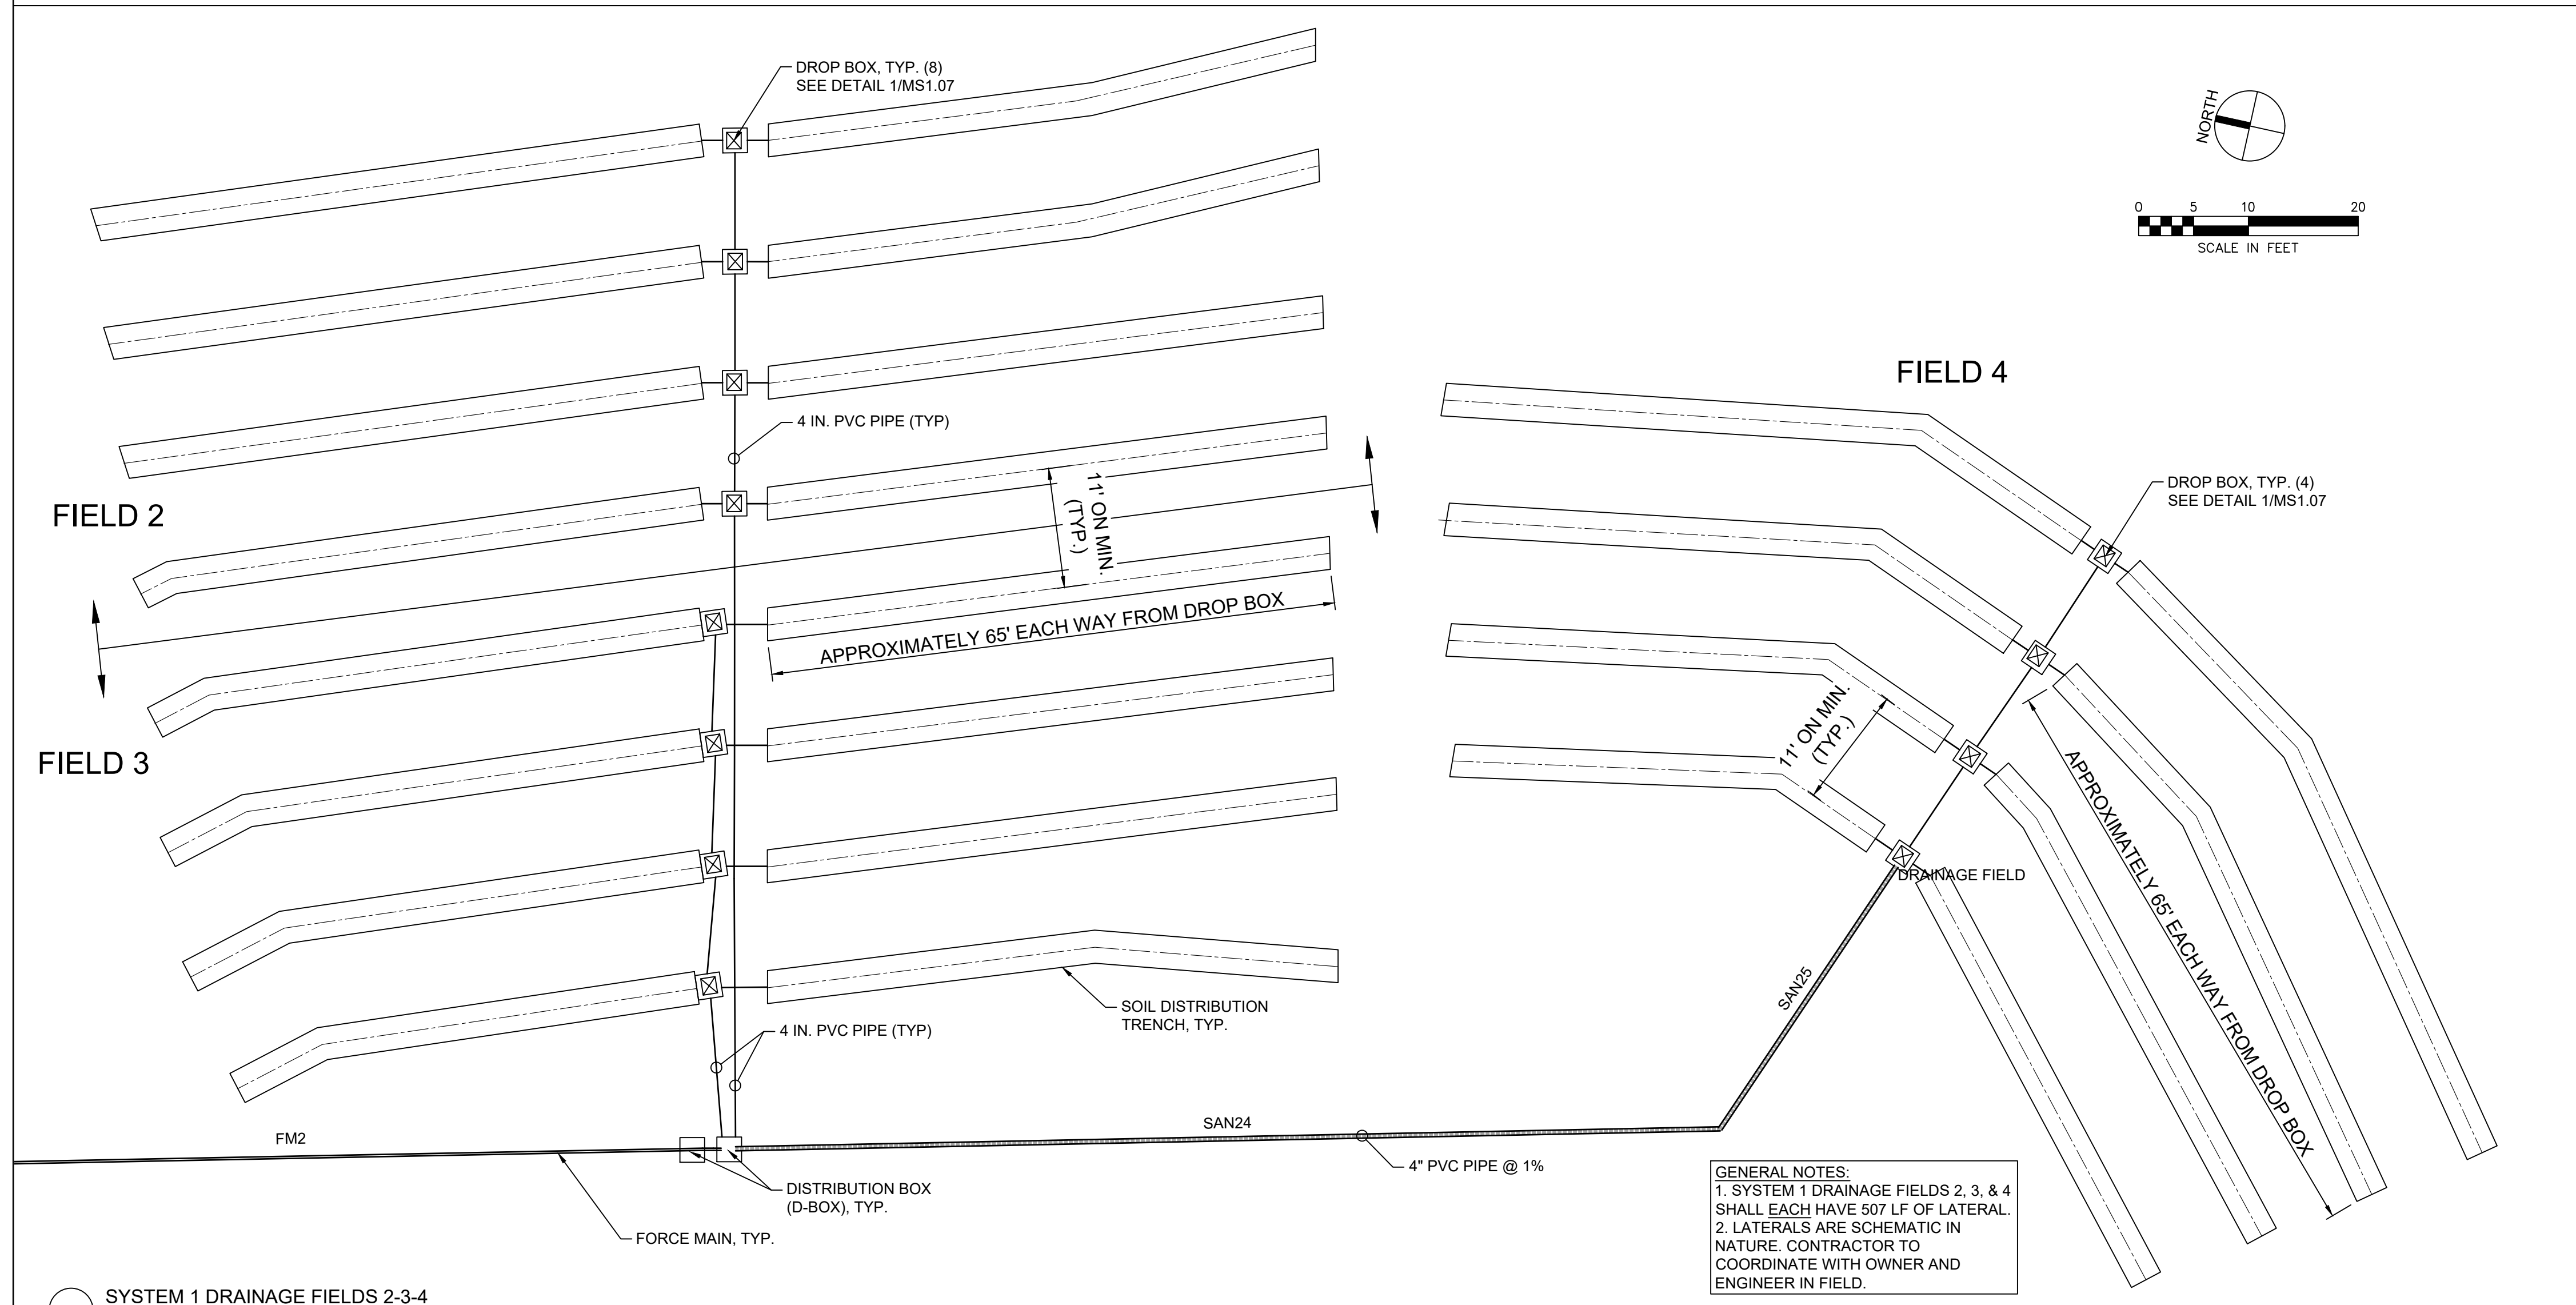 DROP BOX, TYP. (8)
SEE DETAIL 1/MS1.07
NORTH
0 5 10 20
SCALE IN FEET
FIELD 4
4 IN. PVC PIPE (TYP)
DROP BOX, TYP. (4)
SEE DETAIL 1/MS1.07
FIELD 2
11' ON MIN.
(TYP.)
APPROXIMATELY 65' EACH WAY FROM DROP BOX
11' ON MIN.
(TYP.)
FIELD 3
APPROXIMATELY 65' EACH WAY FROM DROP BOX
DRAINAGE FIELD
SAN25
SOIL DISTRIBUTION
TRENCH, TYP.
4 IN. PVC PIPE (TYP)
FM2
SAN24
4" PVC PIPE @ 1%
DISTRIBUTION BOX
(D-BOX), TYP.
FORCE MAIN, TYP.
GENERAL NOTES:
1. SYSTEM 1 DRAINAGE FIELDS 2, 3, & 4
SHALL EACH HAVE 507 LF OF LATERAL.
2. LATERALS ARE SCHEMATIC IN
NATURE. CONTRACTOR TO
COORDINATE WITH OWNER AND
ENGINEER IN FIELD.
SYSTEM 1 DRAINAGE FIELDS 2-3-4